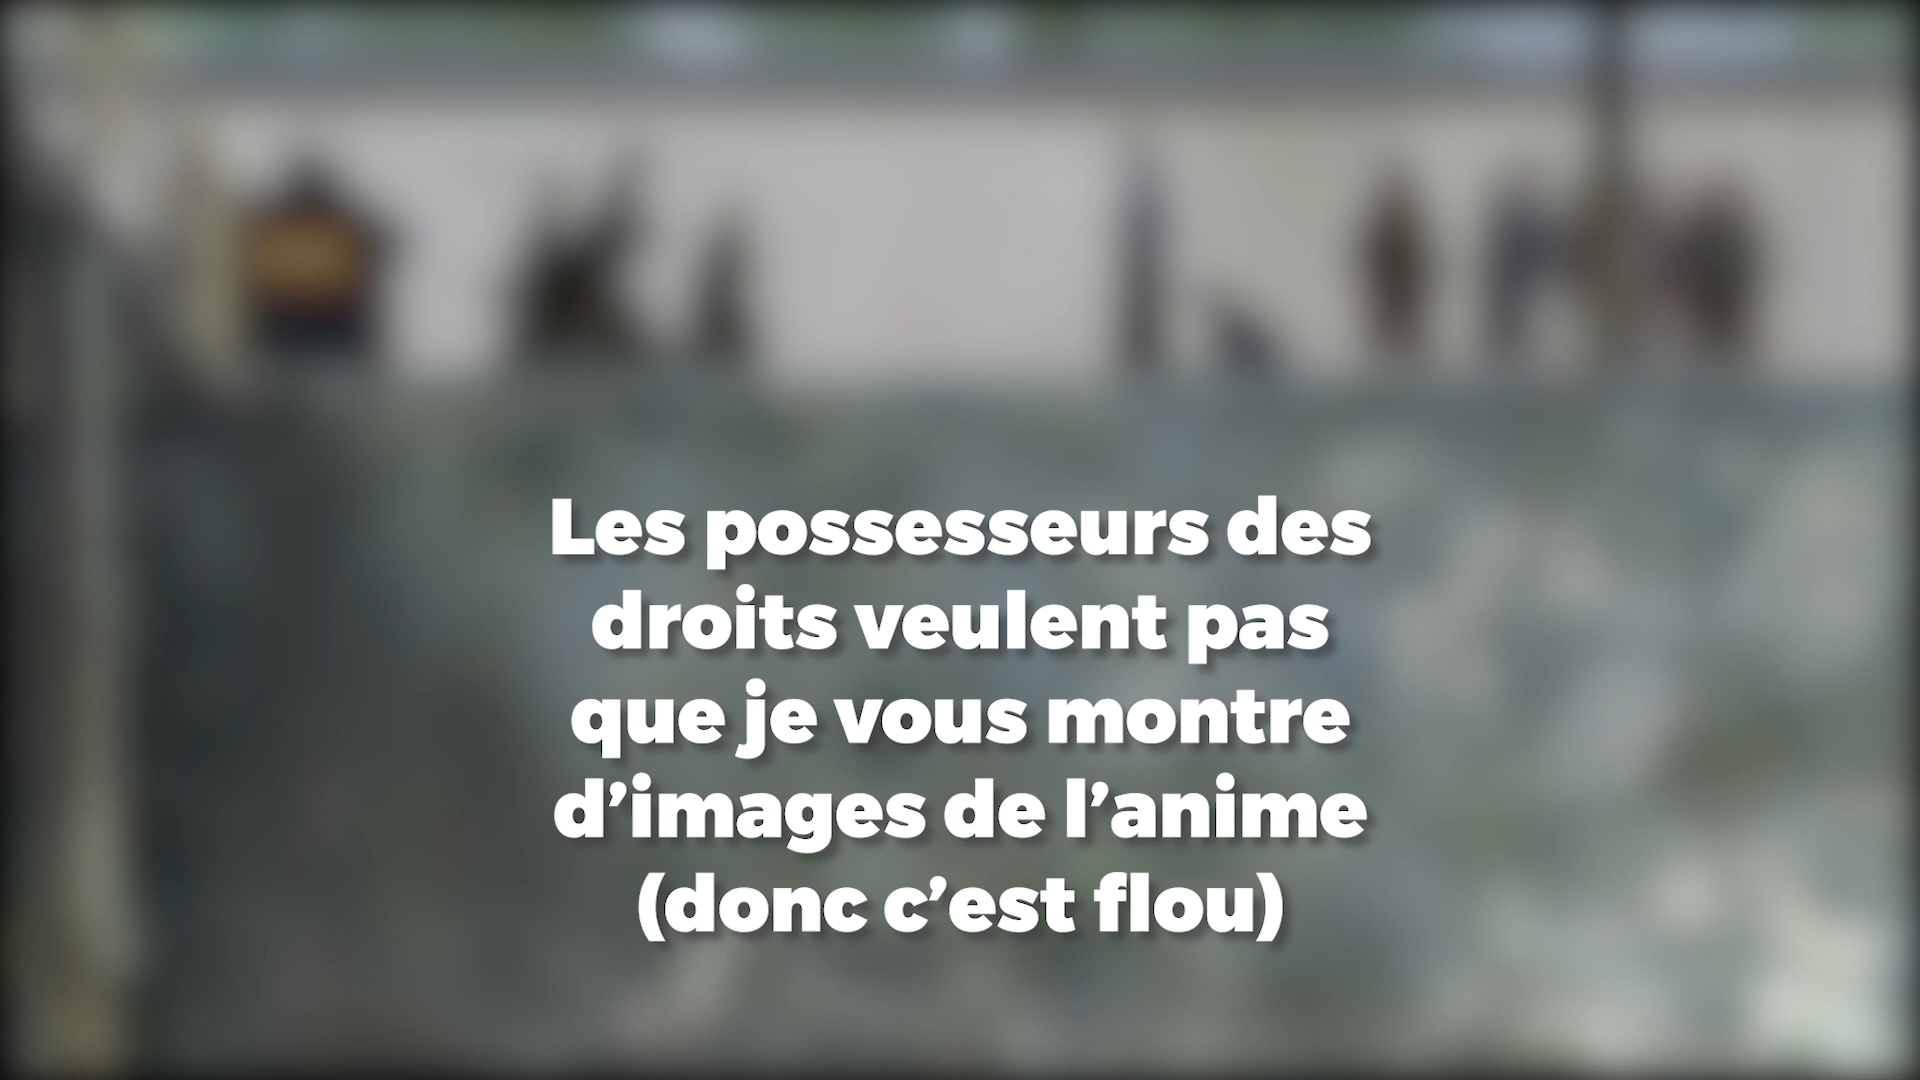 Les possesseurs des
droits veulent pas
que je vous montre
d’images de l’anime
(donc c’est flou)